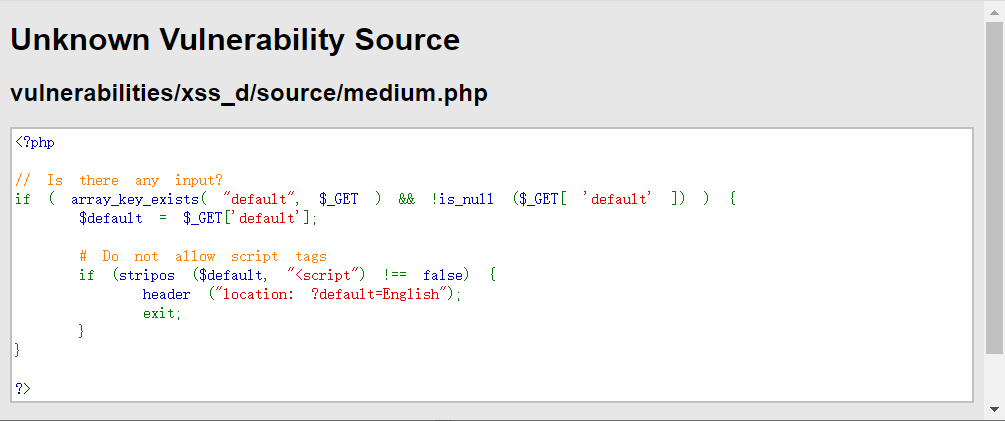 Unknown Vulnerability Source
vulnerabilities/xss_d/source/medium.php
<?php
// Is there any input?
if ( array_key_exists( "default", $_GET ) && !is_null ($_GET[ 'default' ]) ) {
$default = $_GET['default'];
# Do not allow script tags
if (stripos ($default, "<script") !== false) {
header ("location: ?default=English");
exit;
}
}
?>